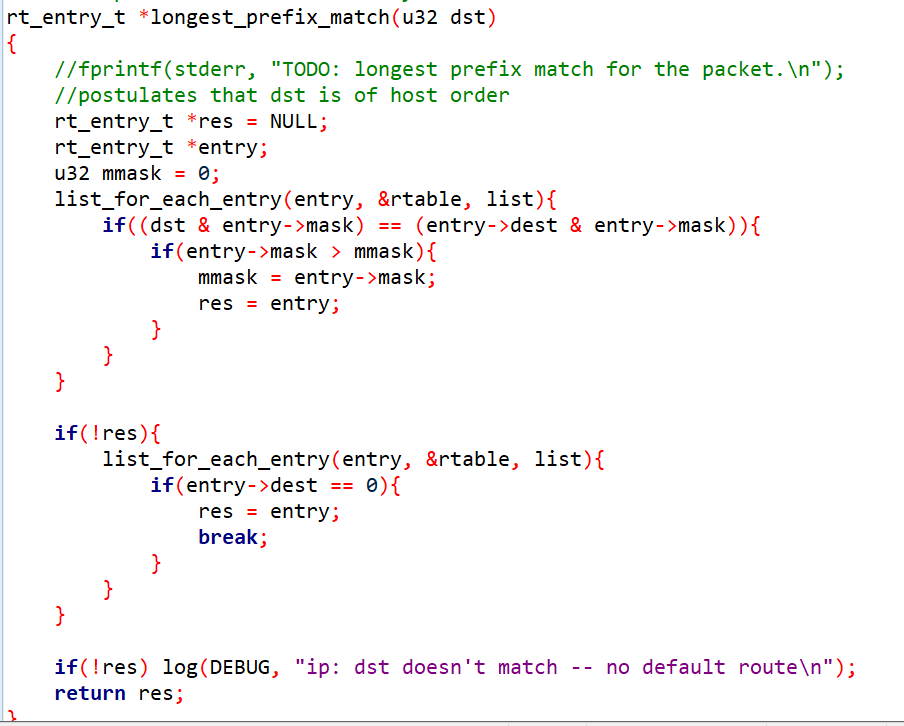 rt_entry_t *longest_prefix_match(u32 dst)
{
    //fprintf(stderr, "TODO: longest prefix match for the packet.\n");
    //postulates that dst is of host order
    rt_entry_t *res = NULL;
    rt_entry_t *entry;
    u32 mmask = 0;
    list_for_each_entry(entry, &rtable, list){
        if((dst & entry->mask) == (entry->dest & entry->mask)){
            if(entry->mask > mmask){
                mmask = entry->mask;
                res = entry;
            }
        }
    }

    if(!res){
        list_for_each_entry(entry, &rtable, list){
            if(entry->dest == 0){
                res = entry;
                break;
            }
        }
    }

    if(!res) log(DEBUG, "ip: dst doesn't match -- no default route\n");
    return res;
}